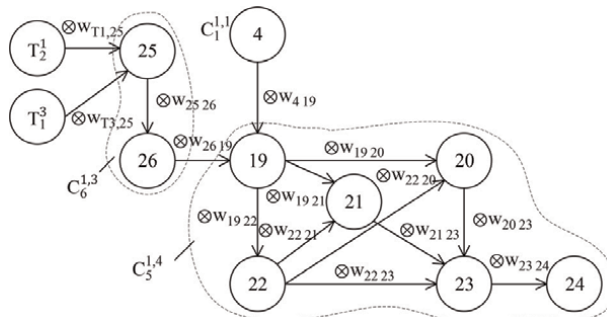 T₂¹ ⊗w_T1,25 25 C₁^1,1 4
T₁³ ⊗w_T3,25 ⊗w_25 26 ⊗w_4 19
26 ⊗w_26 19 19 ⊗w_19 20 20
C₆^1,3 ⊗w_19 21 21 ⊗w_22 20
⊗w_19 22 ⊗w_22 21 ⊗w_21 23 ⊗w_20 23
C₅^1,4 22 ⊗w_22 23 23 ⊗w_23 24 24